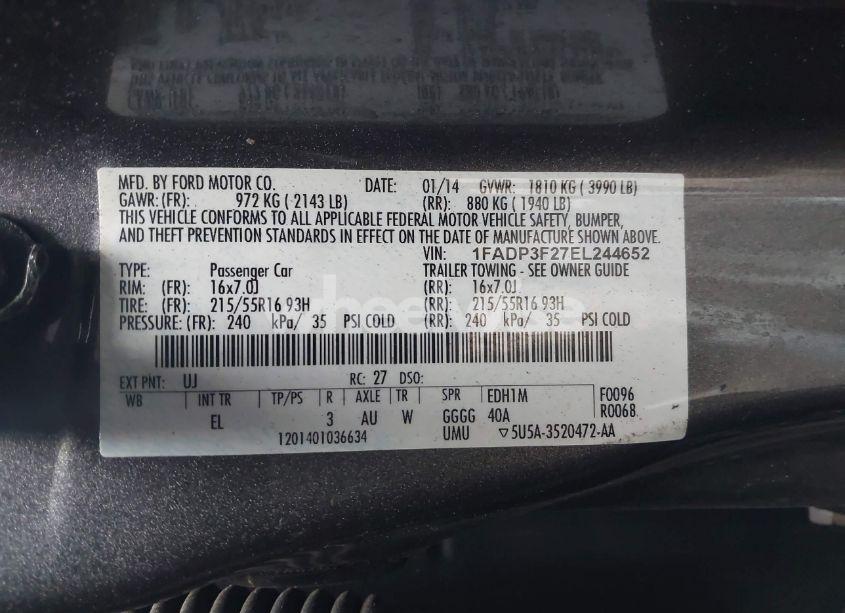 MFD. BY FORD MOTOR CO. DATE: 01/14 GVWR: 1810 KG ( 3990 LB)
GAWR: (FR): 972 KG ( 2143 LB) (RR): 880 KG ( 1940 LB)
THIS VEHICLE CONFORMS TO ALL APPLICABLE FEDERAL MOTOR VEHICLE SAFETY, BUMPER,
AND THEFT PREVENTION STANDARDS IN EFFECT ON THE DATE OF MANUFACTURE SHOWN ABOVE.
VIN: 1FADP3F27EL244652
TYPE: Passenger Car TRAILER TOWING - SEE OWNER GUIDE
RIM: (FR): 16x7.0J (RR): 16x7.0J
TIRE: (FR): 215/55R16 93H (RR): 215/55R16 93H
PRESSURE: (FR): 240 kPa/ 35 PSI COLD (RR): 240 kPa/ 35 PSI COLD
EXT PNT: UJ RC: 27 DSO:
WB INT TR TP/PS R AXLE TR SPR EDH1M F0096
EL 3 AU W GGGG 40A R0068
1201401036634 UMU ▽5U5A-3520472-AA